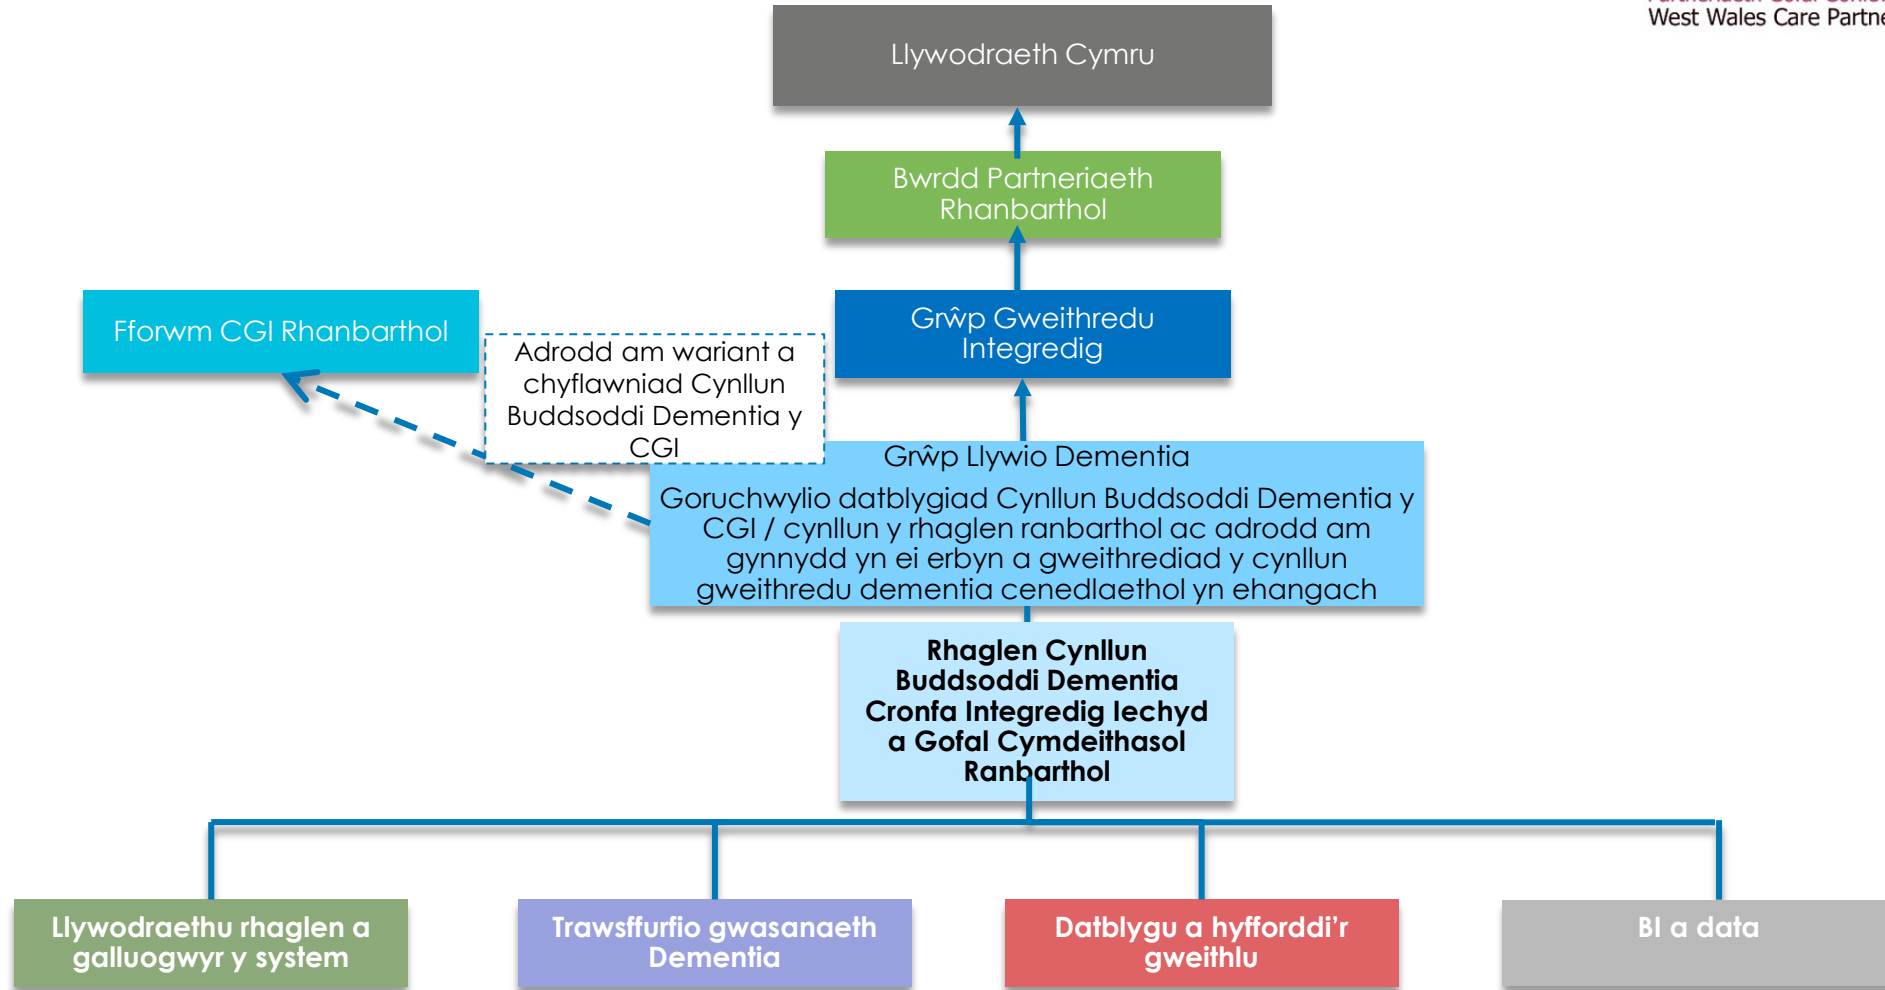 West Wales Care
Llywodraeth Cymru
Bwrdd Partneriaeth
Rhanbarthol
Fforwm CGI Rhanbarthol
Grŵp Gweithredu
Integredig
Adrodd am wariant a
chyflawniad Cynllun
Buddsoddi Dementia y
CGI
Grŵp Llywio Dementia
Goruchwylio datblygiad Cynllun Buddsoddi Dementia y
CGI / cynllun y rhaglen ranbarthol ac adrodd am
gynnydd yn ei erbyn a gweithrediad y cynllun
gweithredu dementia cenedlaethol yn ehangach
Rhaglen Cynllun
Buddsoddi Dementia
Cronfa Integredig Iechyd
a Gofal Cymdeithasol
Ranbarthol
Llywodraethu rhaglen a
galluogwyr y system
Trawsffurfio gwasanaeth
Dementia
Datblygu a hyfforddi’r
gweithlu
BI a data